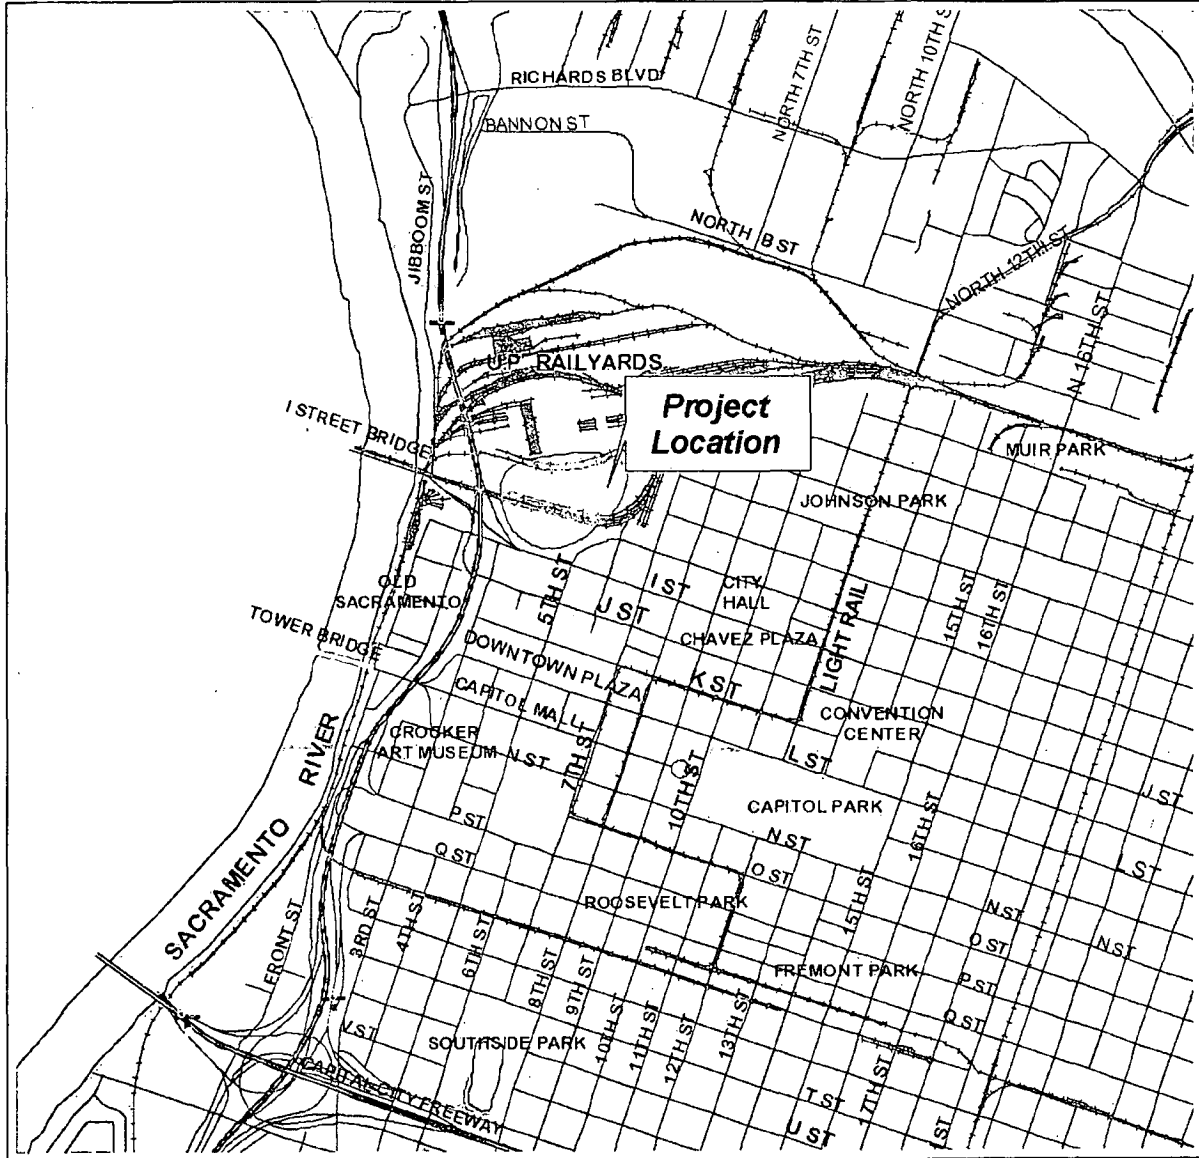 RICHARDS BLVD
NORTH 7TH ST
NORTH 10TH S
BANNON ST
JIBBOOM ST
NORTH B ST
NORTH 12TH ST
N 16TH ST
U.P. RAILYARDS
Project
Location
I STREET BRIDGE
MUIR PARK
JOHNSON PARK
5TH ST
I ST
J ST
CITY
HALL
15TH ST
16TH ST
OLD
SACRAMENTO
CHAVEZ PLAZA
LIGHT RAIL
TOWER BRIDGE
DOWNTOWN PLAZA
K ST
CAPITOL MALL
CONVENTION
CENTER
CROCKER
ART MUSEUM
N ST
7TH ST
L ST
10TH ST
J ST
SACRAMENTO RIVER
CAPITOL PARK
16TH ST
P ST
N ST
L ST
Q ST
O ST
ROOSEVELT PARK
15TH ST
N ST
O ST
N ST
FRONT ST
3RD ST
4TH ST
6TH ST
8TH ST
9TH ST
10TH ST
11TH ST
12TH ST
13TH ST
FREMONT PARK
P ST
Q ST
V ST
SOUTHSIDE PARK
CAPITAL CITY FREEWAY
17TH ST
T ST
U ST
ST